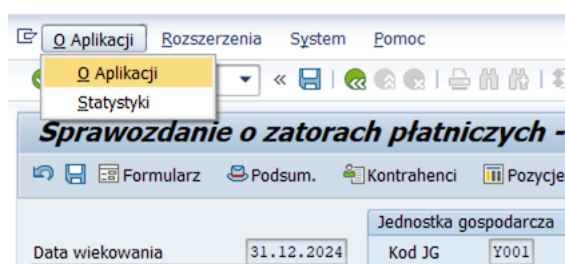 O Aplikacji Rozszerzenia System Pomoc
O Aplikacji
Statystyki
Sprawozdanie o zatorach płatniczych -
Formularz Podsum. Kontrahenci Pozycje
Jednostka gospodarcza
Data wiekowania 31.12.2024 Kod JG Y001